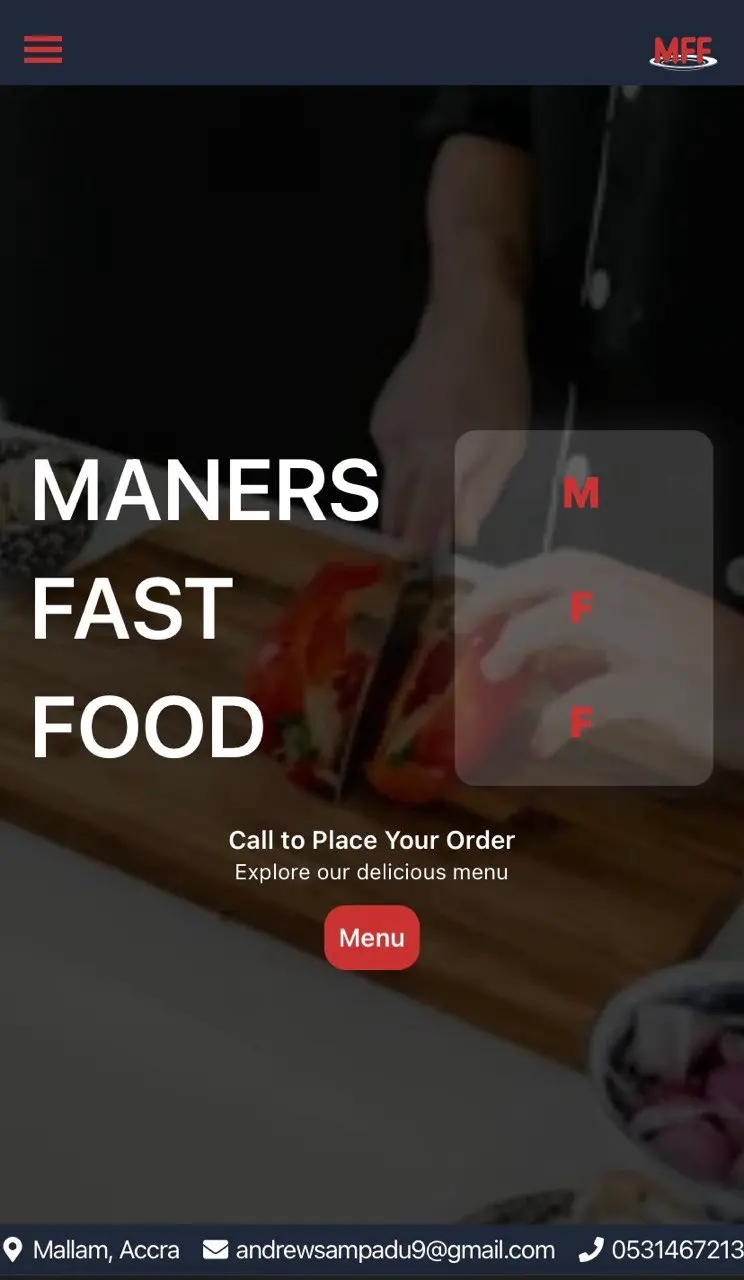 MFF
MANERS
FAST
FOOD
M
F
F
Call to Place Your Order
Explore our delicious menu
Menu
Mallam, Accra andrewsampadu9@gmail.com 0531467213